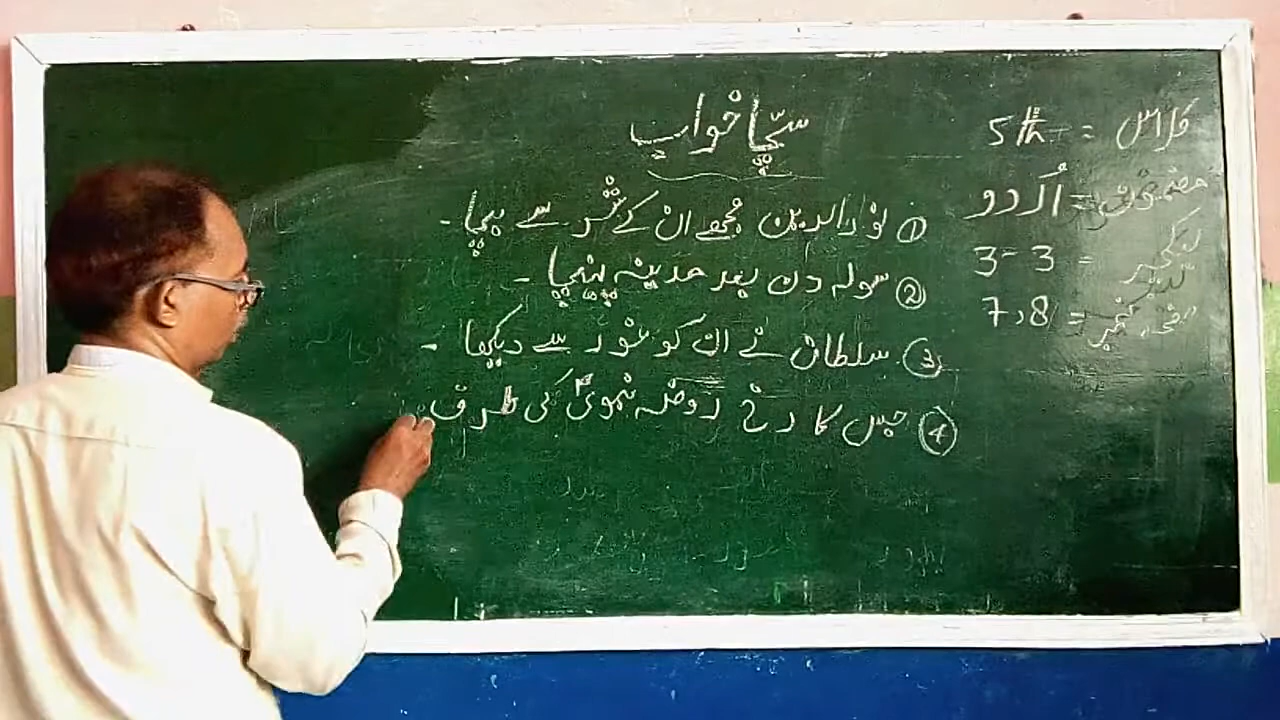 سچّا خواب
کلاس = 5th
مضمون = اُردو
لیکچر = 3-3
صفحہ نمبر = 7،8
① نورالدین مجھے ان کے شر سے بچا -
② سولہ دن بعد مدینہ پہنچا -
③ سلطان نے ان کو غور سے دیکھا -
④ جس کا رخ روضہ نبویؐ کی طرف